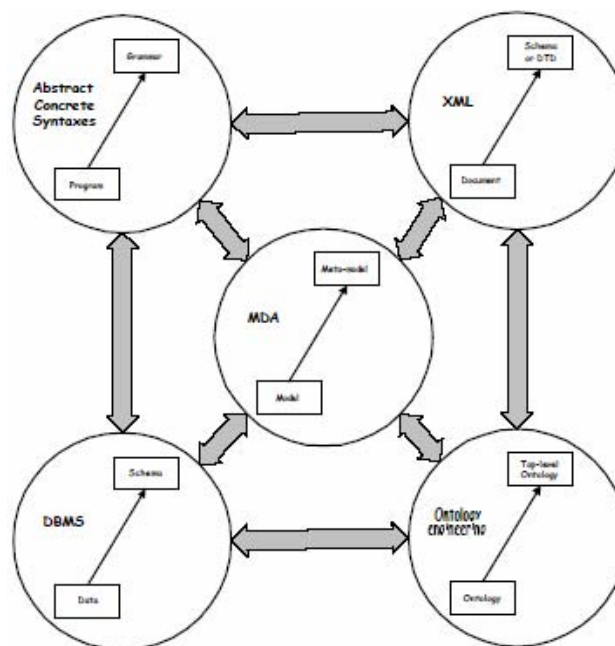 Grammar
Abstract
Concrete
Syntaxes
Program
Schema
or DTD
XML
Document
Meta-model
MDA
Model
Schema
DBMS
Data
Top-level
Ontology
Ontology
engineering
Ontology